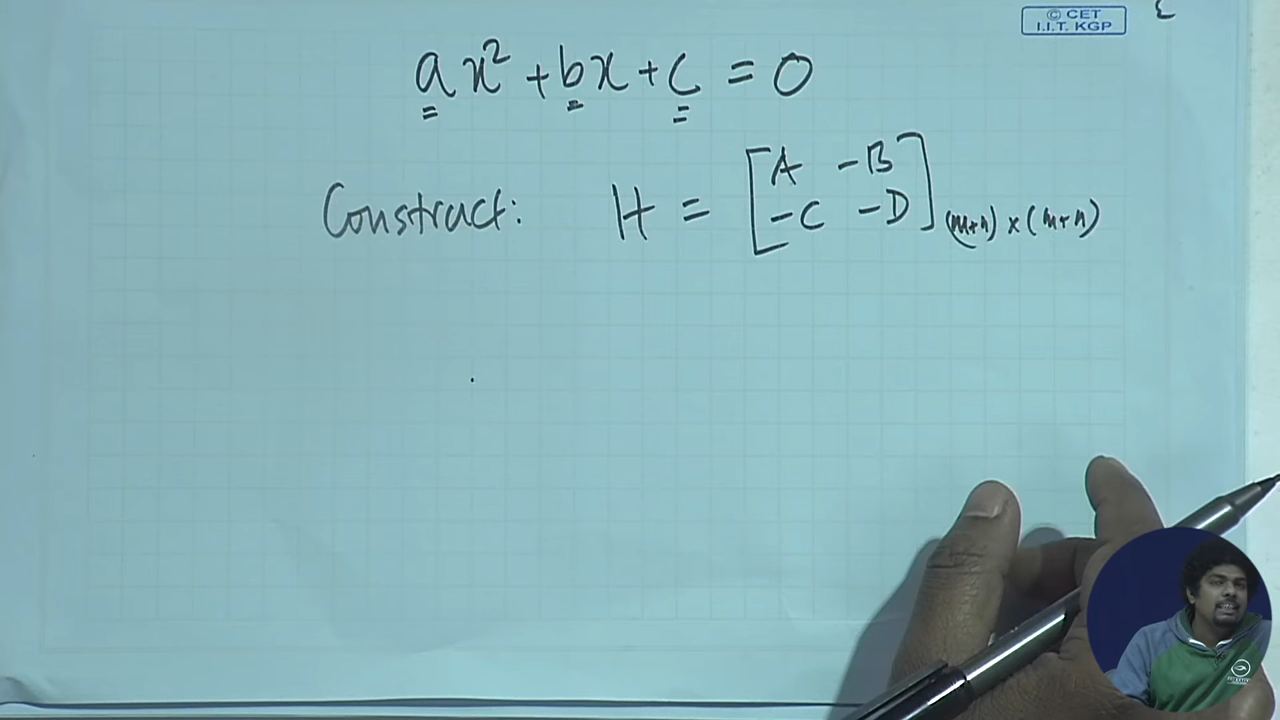 © CET
I.I.T. KGP
ax² + bx + c = 0
Construct: H = [A -B
-C -D](m+n) × (m+n)